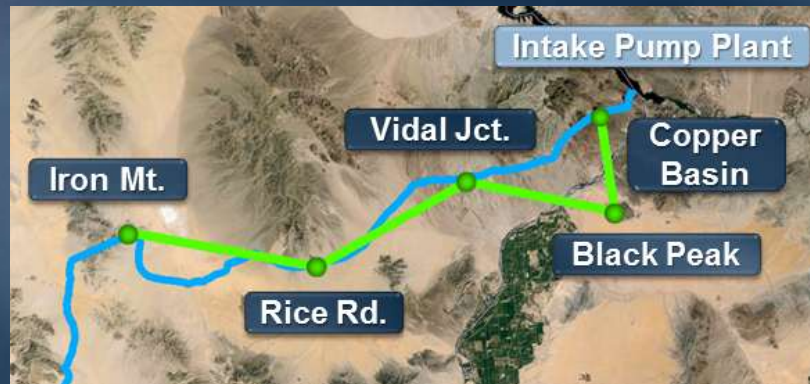 Intake Pump Plant
Vidal Jct.
Copper
Basin
Iron Mt.
Black Peak
Rice Rd.